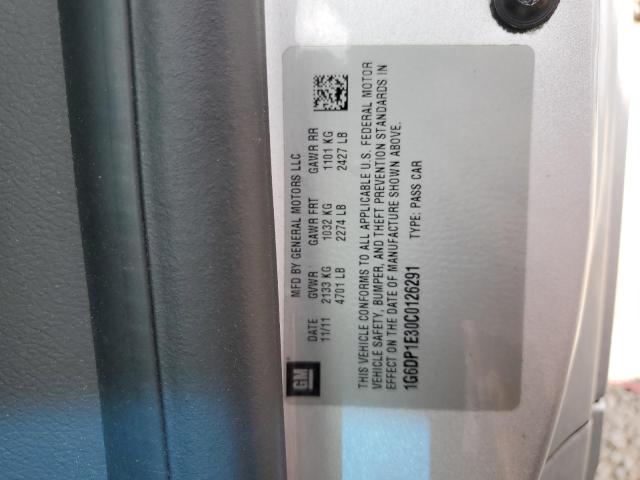 MFD BY GENERAL MOTORS LLC
DATE GVWR GAWR FRT GAWR RR
11/11 2133 KG 1032 KG 1101 KG
4701 LB 2274 LB 2427 LB
GM
THIS VEHICLE CONFORMS TO ALL APPLICABLE U.S. FEDERAL MOTOR
VEHICLE SAFETY, BUMPER, AND THEFT PREVENTION STANDARDS IN
EFFECT ON THE DATE OF MANUFACTURE SHOWN ABOVE.
1G6DP1E30C0126291 TYPE: PASS CAR